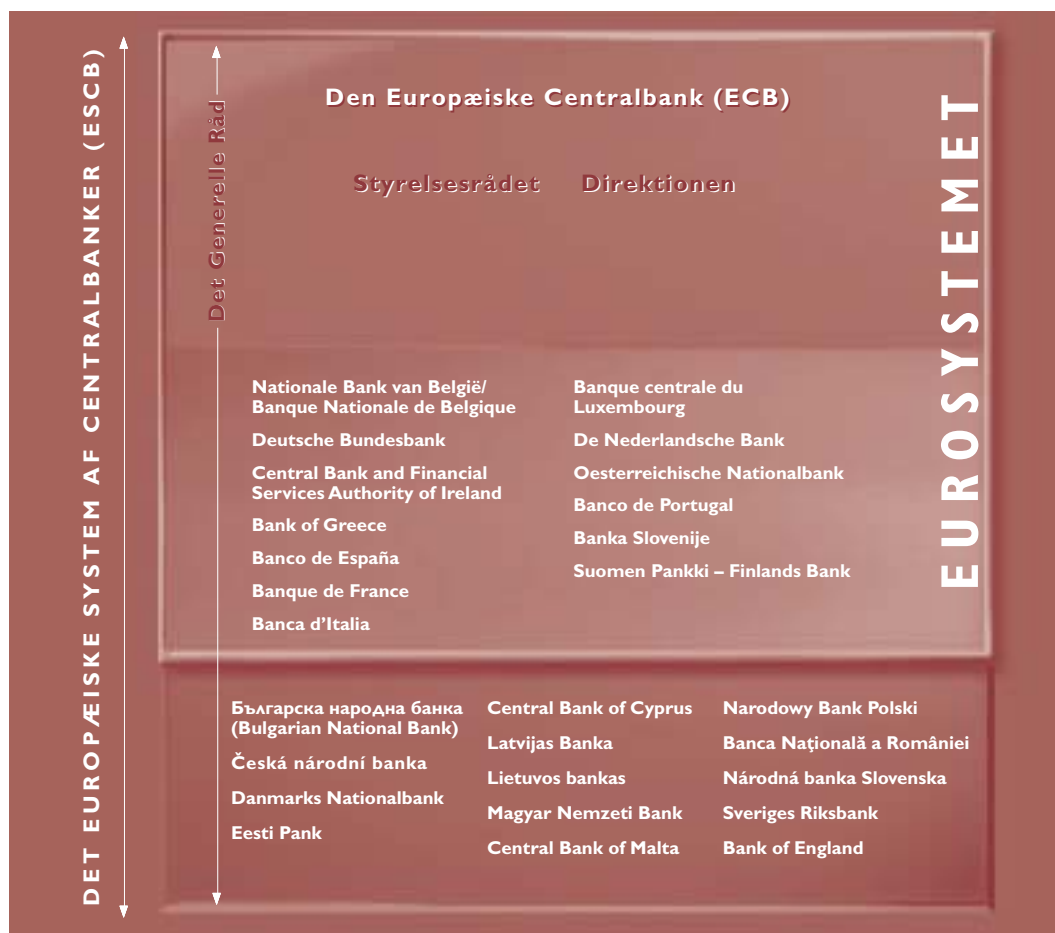 DET EUROPÆISKE SYSTEM AF CENTRALBANKER (ESCB)
Det Generelle Råd
Den Europæiske Centralbank (ECB)
Styrelsesrådet Direktionen
EUROSYSTEMET
Nationale Bank van België/
Banque Nationale de Belgique
Deutsche Bundesbank
Central Bank and Financial
Services Authority of Ireland
Bank of Greece
Banco de España
Banque de France
Banca d’Italia
Banque centrale du
Luxembourg
De Nederlandsche Bank
Oesterreichische Nationalbank
Banco de Portugal
Banka Slovenije
Suomen Pankki – Finlands Bank
Българска народна банка
(Bulgarian National Bank)
Česká národní banka
Danmarks Nationalbank
Eesti Pank
Central Bank of Cyprus
Latvijas Banka
Lietuvos bankas
Magyar Nemzeti Bank
Central Bank of Malta
Narodowy Bank Polski
Banca Naţională a României
Národná banka Slovenska
Sveriges Riksbank
Bank of England